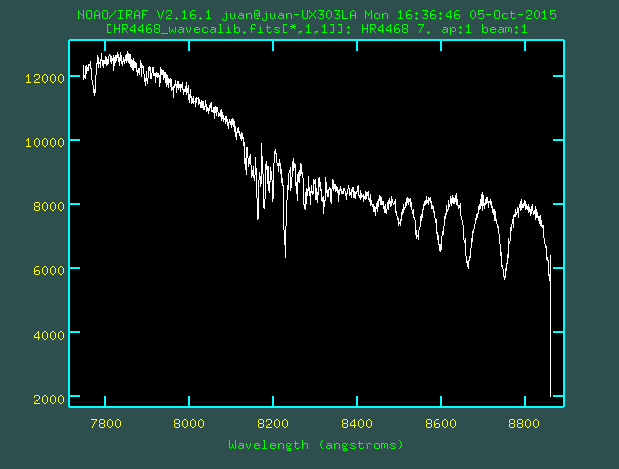 NOAO/IRAF V2.16.1 juan@juan-UX303LA Mon 16:36:46 05-Oct-2015
[HR4468_wavecalib.fits[*,1,1]]: HR4468 7. ap:1 beam:1
12000
10000
8000
6000
4000
2000
7800 8000 8200 8400 8600 8800
Wavelength (angstroms)